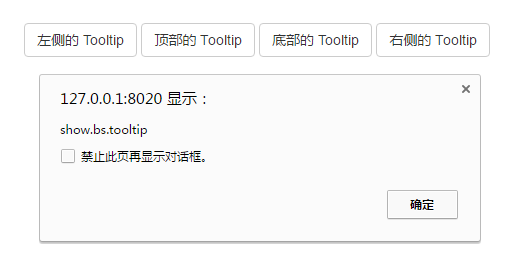 左侧的 Tooltip 顶部的 Tooltip 底部的 Tooltip 右侧的 Tooltip
127.0.0.1:8020 显示：
show.bs.tooltip
禁止此页再显示对话框。
确定